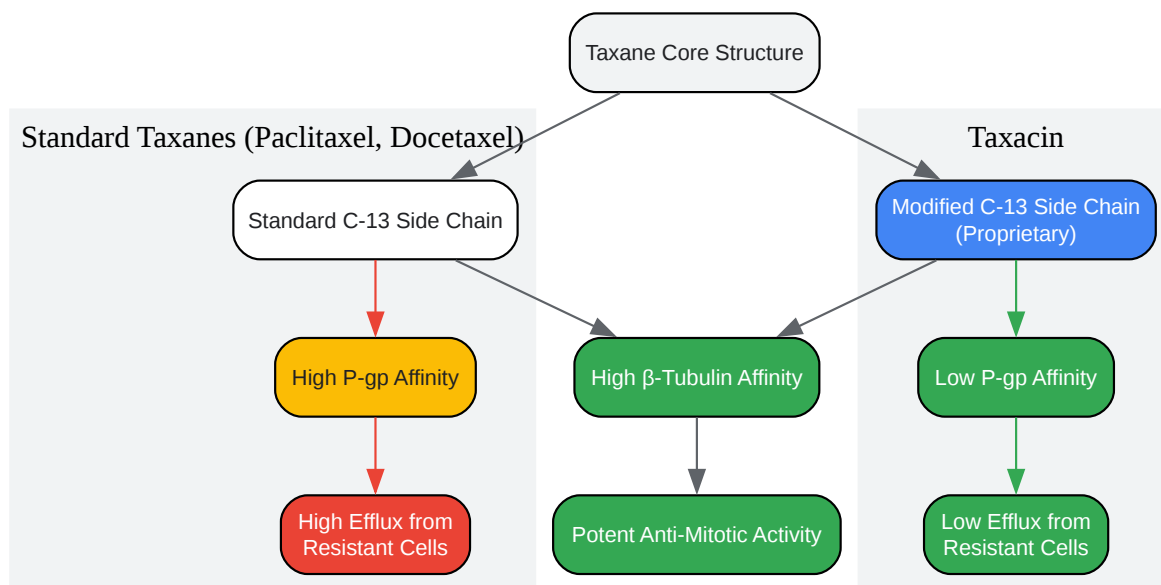 Taxane Core Structure
Standard Taxanes (Paclitaxel, Docetaxel)
Taxacin
Standard C-13 Side Chain
Modified C-13 Side Chain
(Proprietary)
High P-gp Affinity
High β-Tubulin Affinity
Low P-gp Affinity
High Efflux from
Resistant Cells
Potent Anti-Mitotic Activity
Low Efflux from
Resistant Cells